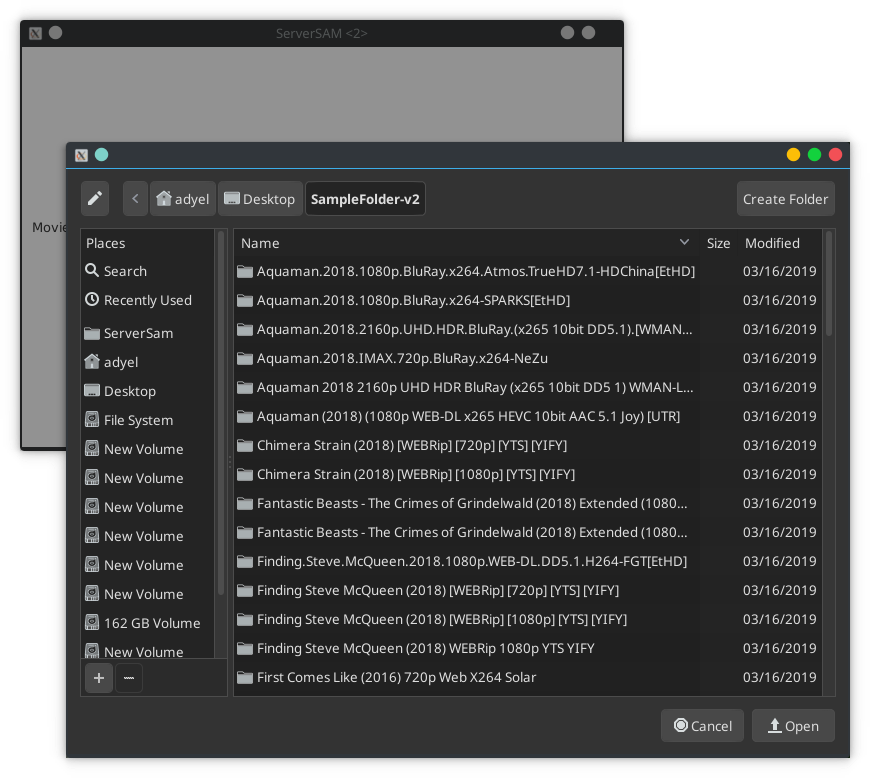 ServerSAM <2>
Movie
adyel
Desktop
SampleFolder-v2
Create Folder
Places
Search
Recently Used
ServerSam
adyel
Desktop
File System
New Volume
New Volume
New Volume
New Volume
New Volume
New Volume
162 GB Volume
New Volume
Name Size Modified
Aquaman.2018.1080p.BluRay.x264.Atmos.TrueHD7.1-HDChina[EtHD] 03/16/2019
Aquaman.2018.1080p.BluRay.x264-SPARKS[EtHD] 03/16/2019
Aquaman.2018.2160p.UHD.HDR.BluRay.(x265 10bit DD5.1).[WMAN... 03/16/2019
Aquaman.2018.IMAX.720p.BluRay.x264-NeZu 03/16/2019
Aquaman 2018 2160p UHD HDR BluRay (x265 10bit DD5 1) WMAN-L... 03/16/2019
Aquaman (2018) (1080p WEB-DL x265 HEVC 10bit AAC 5.1 Joy) [UTR] 03/16/2019
Chimera Strain (2018) [WEBRip] [720p] [YTS] [YIFY] 03/16/2019
Chimera Strain (2018) [WEBRip] [1080p] [YTS] [YIFY] 03/16/2019
Fantastic Beasts - The Crimes of Grindelwald (2018) Extended (1080... 03/16/2019
Fantastic Beasts - The Crimes of Grindelwald (2018) Extended (1080... 03/16/2019
Finding.Steve.McQueen.2018.1080p.WEB-DL.DD5.1.H264-FGT[EtHD] 03/16/2019
Finding Steve McQueen (2018) [WEBRip] [720p] [YTS] [YIFY] 03/16/2019
Finding Steve McQueen (2018) [WEBRip] [1080p] [YTS] [YIFY] 03/16/2019
Finding Steve McQueen (2018) WEBRip 1080p YTS YIFY 03/16/2019
First Comes Like (2016) 720p Web X264 Solar 03/16/2019
Cancel
Open